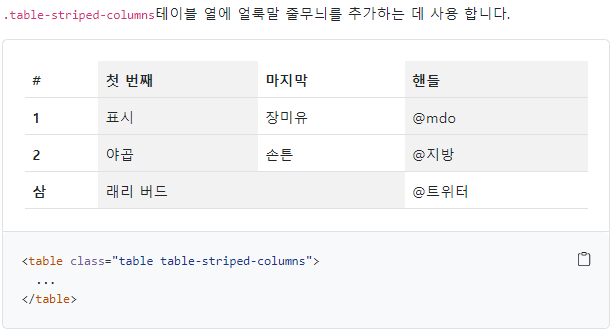 .table-striped-columns테이블 열에 얼룩말 줄무늬를 추가하는 데 사용 합니다.
# 첫 번째 마지막 핸들
1 표시 장미유 @mdo
2 야곱 손튼 @지방
삼 래리 버드 @트위터
<table class="table table-striped-columns">
...
</table>